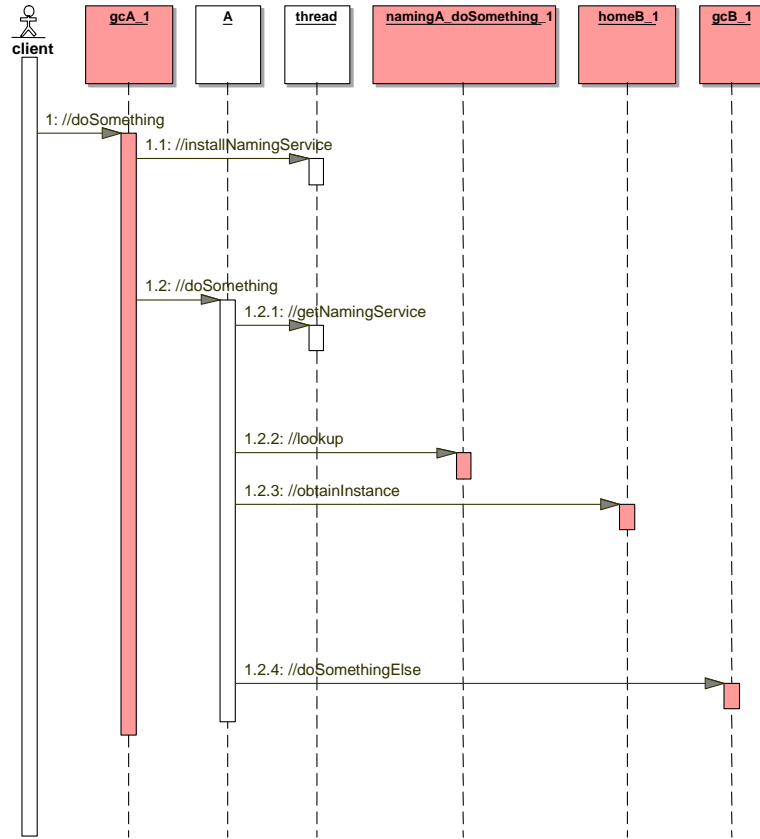 gcA_1
A
thread
namingA_doSomething_1
homeB_1
gcB_1
client
1: //doSomething
1.1: //installNamingService
1.2: //doSomething
1.2.1: //getNamingService
1.2.2: //lookup
1.2.3: //obtainInstance
1.2.4: //doSomethingElse